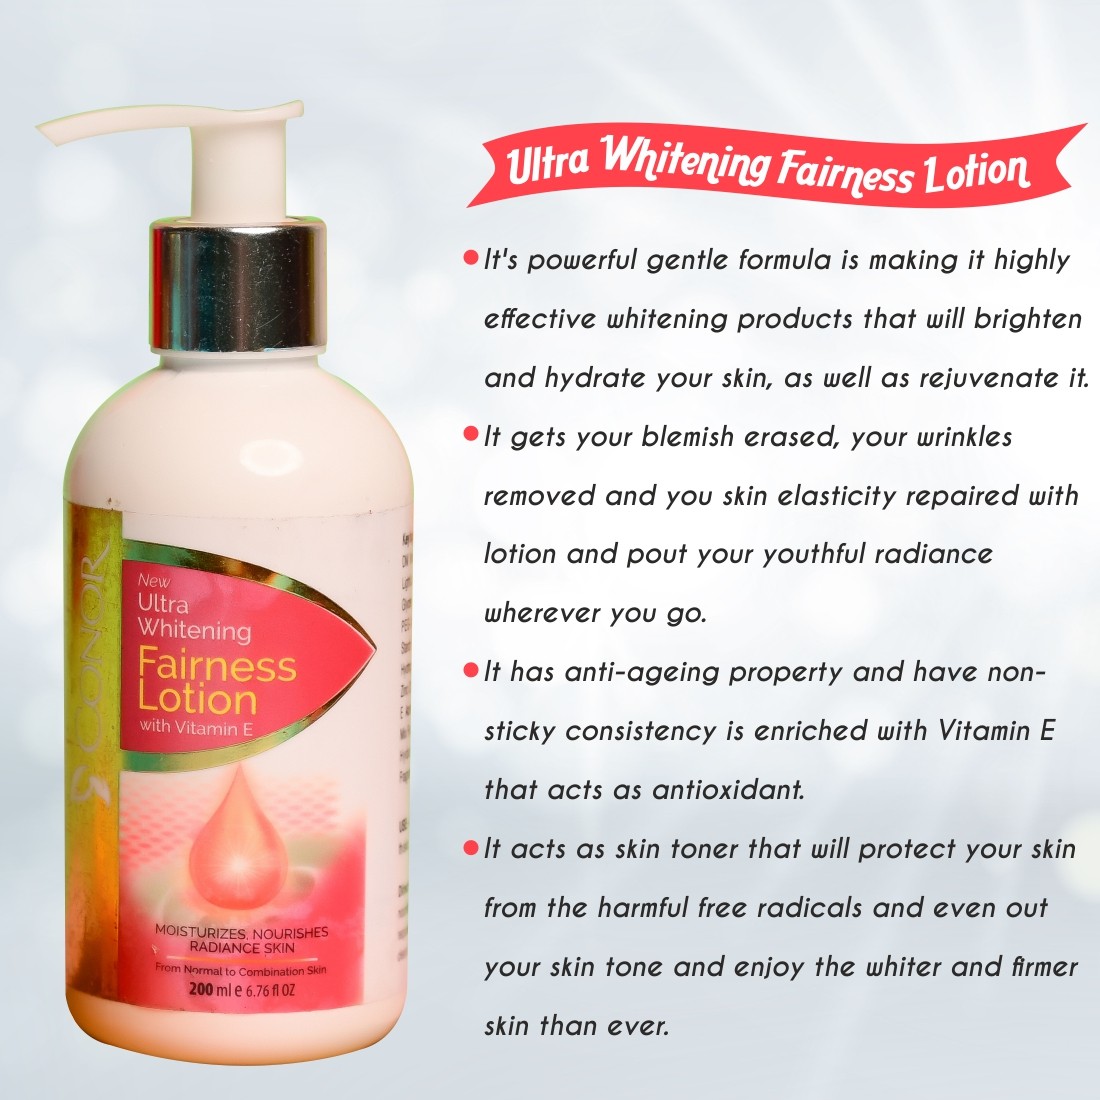 Ultra Whitening Fairness Lotion
It's powerful gentle formula is making it highly
effective whitening products that will brighten
and hydrate your skin, as well as rejuvenate it.
It gets your blemish erased, your wrinkles
removed and you skin elasticity repaired with
lotion and pout your youthful radiance
wherever you go.
It has anti-ageing property and have non-
sticky consistency is enriched with Vitamin E
that acts as antioxidant.
It acts as skin toner that will protect your skin
from the harmful free radicals and even out
your skin tone and enjoy the whiter and firmer
skin than ever.
CONOR
New
Ultra
Whitening
Fairness
Lotion
with Vitamin E
MOISTURIZES, NOURISHES
RADIANCE SKIN
From Normal to Combination Skin
200 ml e 6.76 fl OZ